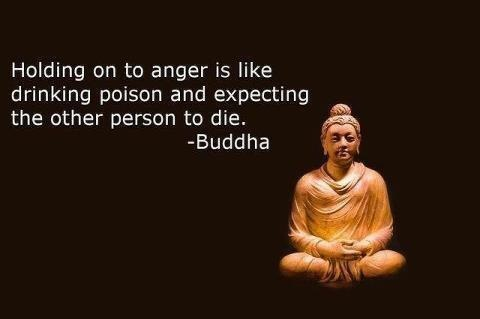 Holding on to anger is like
drinking poison and expecting
the other person to die.
-Buddha